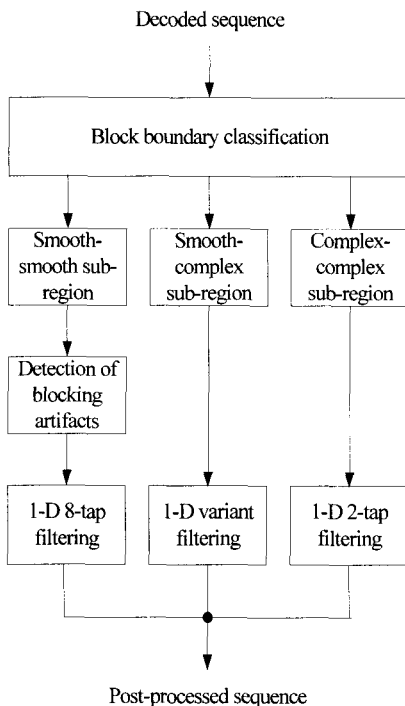 Decoded sequence
Block boundary classification
Smooth-
smooth sub-
region
Smooth-
complex
sub-region
Complex-
complex
sub-region
Detection of
blocking
artifacts
1-D 8-tap
filtering
1-D variant
filtering
1-D 2-tap
filtering
Post-processed sequence